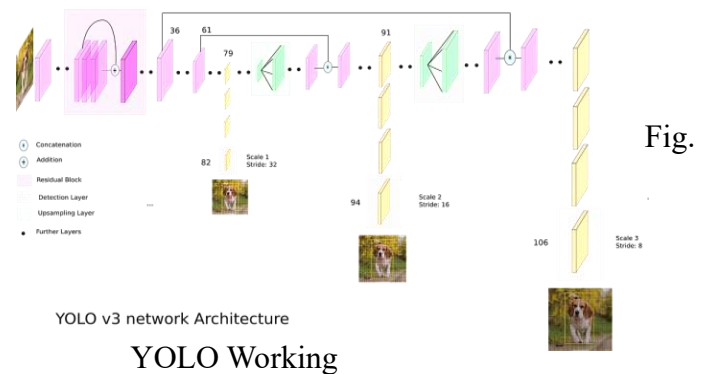 36 61 79 91
Fig.
Concatenation
Addition
Residual Block
Detection Layer
Upsampling Layer
Further Layers
...
82 Scale 1
Stride: 32
94 Scale 2
Stride: 16
106 Scale 3
Stride: 8
YOLO v3 network Architecture
YOLO Working